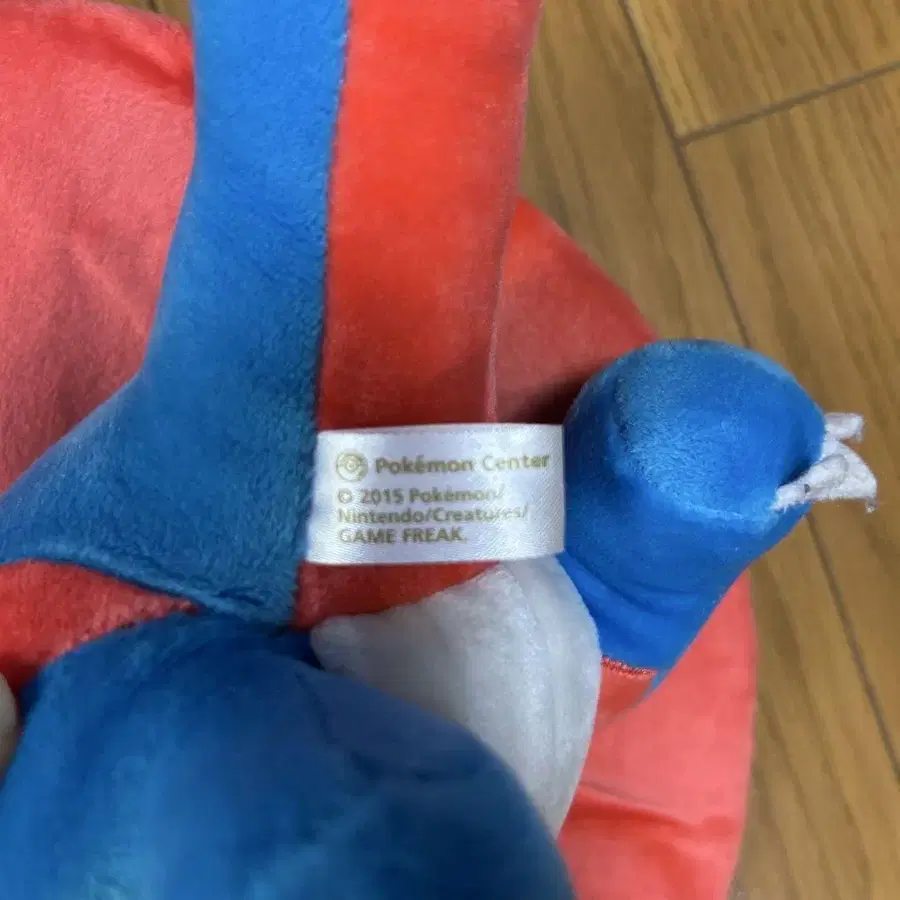 Pokémon Center
© 2015 Pokémon/
Nintendo/Creatures/
GAME FREAK.